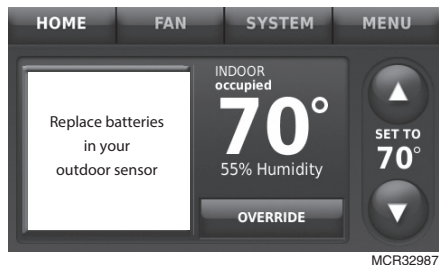 HOME FAN SYSTEM MENU
Replace batteries
in your
outdoor sensor
INDOOR
occupied
70°
55% Humidity
OVERRIDE
SET TO
70°
MCR32987